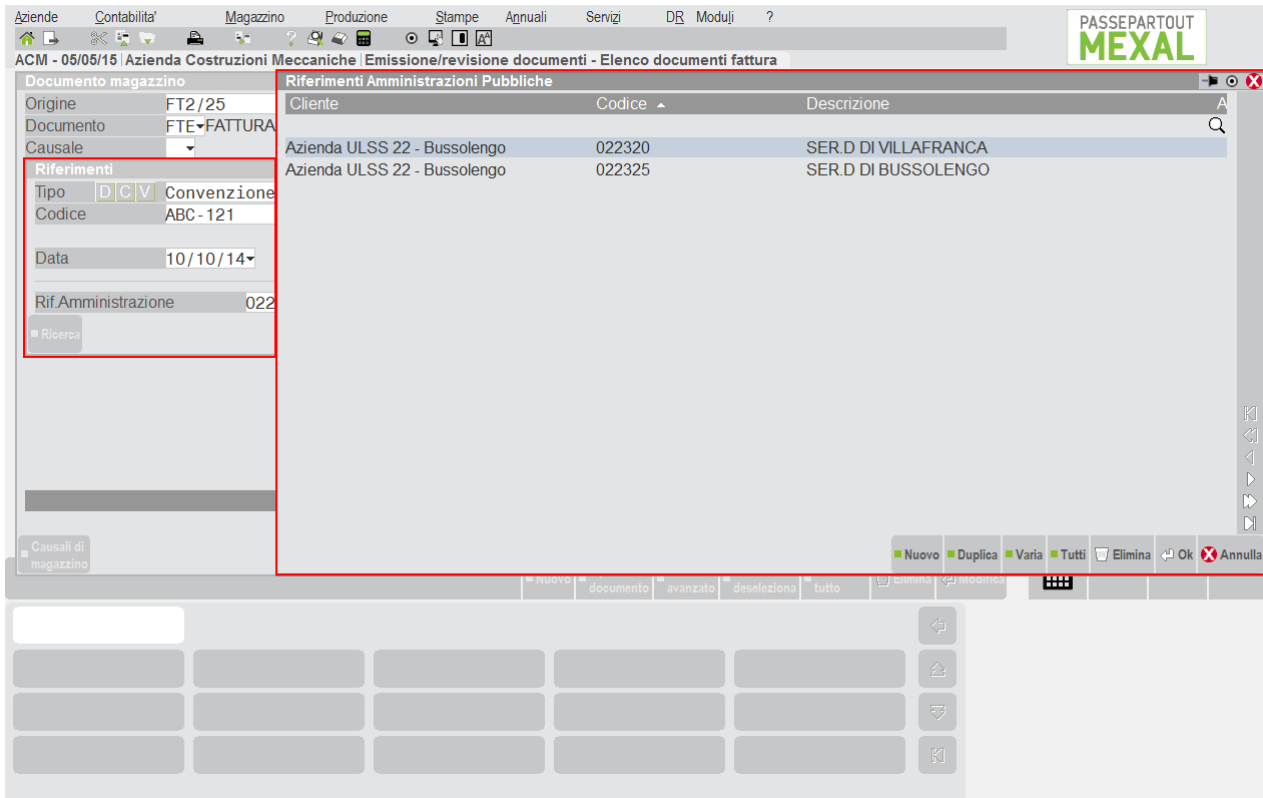 Aziende Contabilita' Magazzino Produzione Stampe Annuali Servizi DR Moduli ?
PASSEPARTOUT
MEXAL
ACM - 05/05/15 Azienda Costruzioni Meccaniche Emissione/revisione documenti - Elenco documenti fattura
Documento magazzino
Origine FT2/25
Documento FTE FATTURA
Causale
Riferimenti
Tipo D C V Convenzione
Codice ABC-121
Data 10/10/14
Rif.Amministrazione 022
Ricerca
Causali di
magazzino
Riferimenti Amministrazioni Pubbliche
Cliente Codice Descrizione A
Azienda ULSS 22 - Bussolengo 022320 SER.D DI VILLAFRANCA
Azienda ULSS 22 - Bussolengo 022325 SER.D DI BUSSOLENGO
Nuovo Duplica Varia Tutti Elimina Ok Annulla
Nuovo documento avanzato deseleziona tutto Elimina Modifica